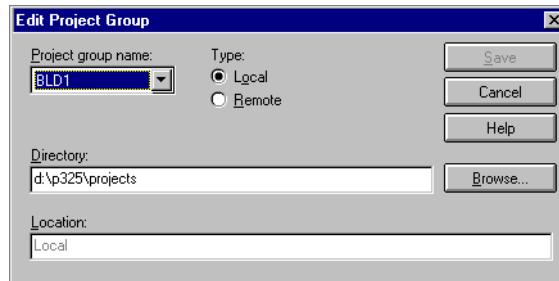 Edit Project Group
Project group name:
BLD1
Type:
Local
Remote
Save
Cancel
Help
Directory:
d:\p325\projects
Browse...
Location:
Local